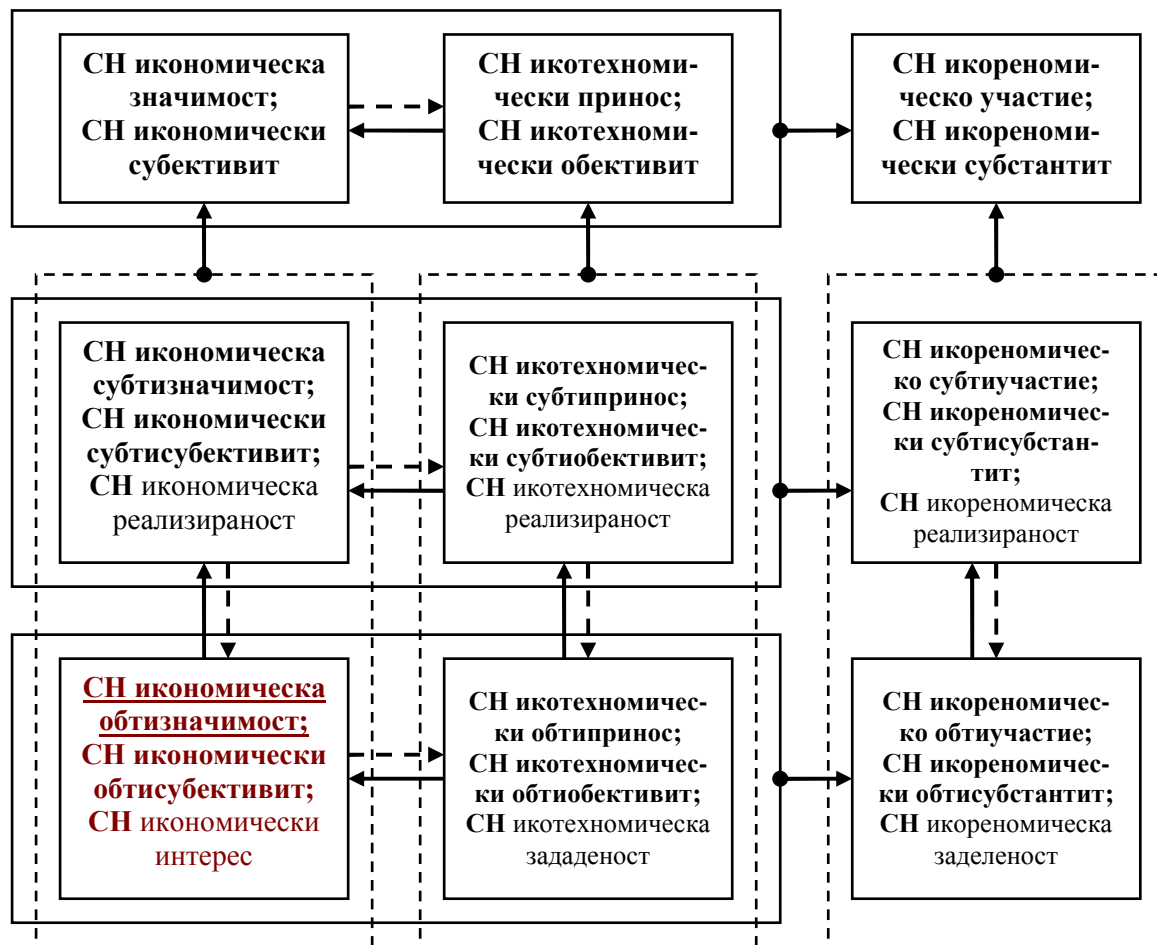 СН икономическа
значимост;
СН икономически
субективит
СН икотехноми-
чески принос;
СН икотехноми-
чески обективит
СН икореноми-
ческо участие;
СН икореноми-
чески субстантит
СН икономическа
субтизначимост;
СН икономически
субтисубективит;
СН икономическа
реализираност
СН икотехномичес-
ки субтипринос;
СН икотехномичес-
ки субтиобективит;
СН икотехномическа
реализираност
СН икореномичес-
ко субтиучастие;
СН икореномичес-
ки субтисубстан-
тит;
СН икореномическа
реализираност
СН икономическа
обтизначимост;
СН икономически
обтисубективит;
СН икономически
интерес
СН икотехномичес-
ки обтипринос;
СН икотехномичес-
ки обтиобективит;
СН икотехномическа
зададеност
СН икореномичес-
ко обтиучастие;
СН икореномичес-
ки обтисубстантит;
СН икореномическа
заделеност